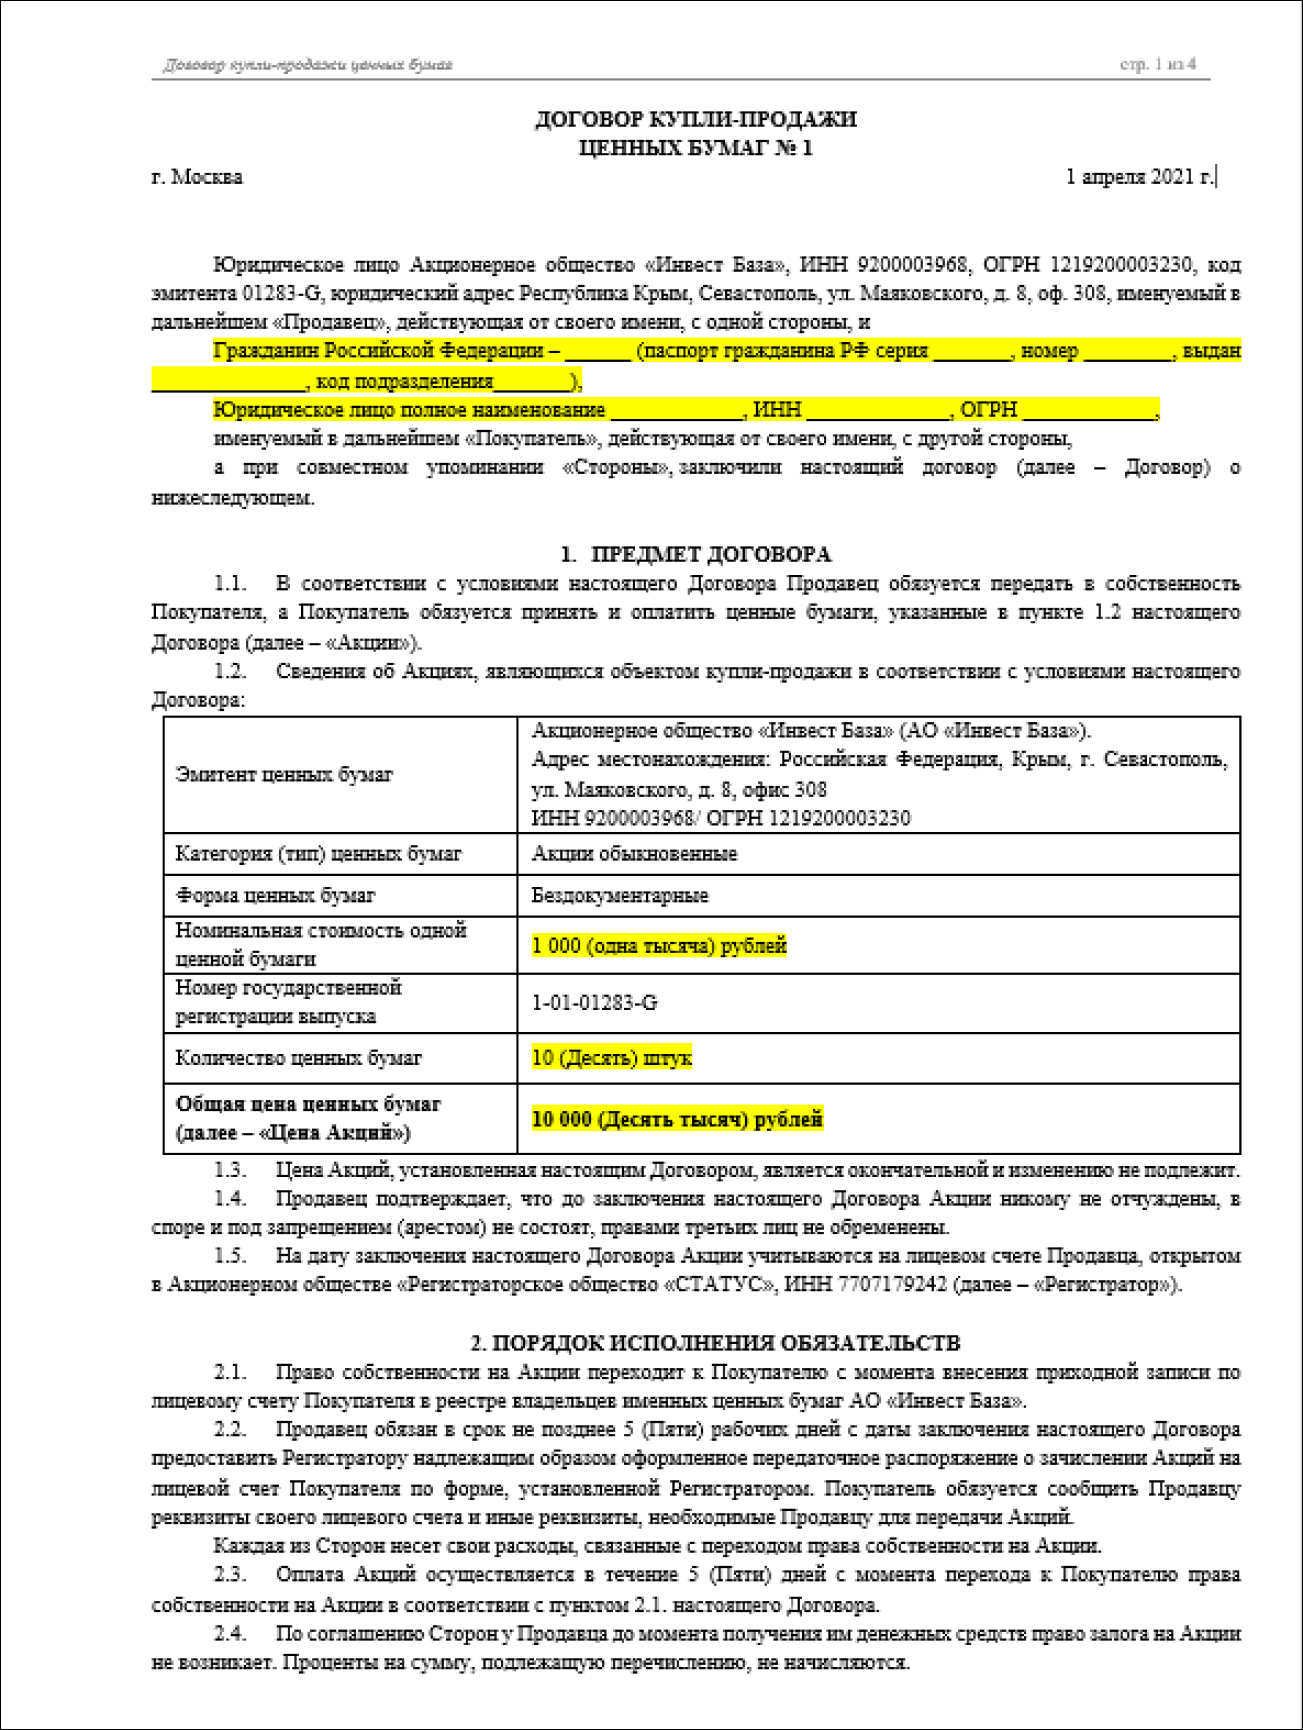 Договор купли-продажи ценных бумаг стр. 1 из 4
ДОГОВОР КУПЛИ-ПРОДАЖИ
ЦЕННЫХ БУМАГ № 1
г. Москва 1 апреля 2021 г.
Юридическое лицо Акционерное общество «Инвест База», ИНН 9200003968, ОГРН 1219200003230, код
эмитента 01283-G, юридический адрес Республика Крым, Севастополь, ул. Маяковского, д. 8, оф. 308, именуемый в
дальнейшем «Продавец», действующая от своего имени, с одной стороны, и
Гражданин Российской Федерации – ______ (паспорт гражданина РФ серия _______, номер ________, выдан
______________, код подразделения_______),
Юридическое лицо полное наименование ____________, ИНН _____________, ОГРН ____________,
именуемый в дальнейшем «Покупатель», действующая от своего имени, с другой стороны,
а при совместном упоминании «Стороны», заключили настоящий договор (далее – Договор) о
нижеследующем.
1. ПРЕДМЕТ ДОГОВОРА
1.1. В соответствии с условиями настоящего Договора Продавец обязуется передать в собственность
Покупателя, а Покупатель обязуется принять и оплатить ценные бумаги, указанные в пункте 1.2 настоящего
Договора (далее – «Акции»).
1.2. Сведения об Акциях, являющихся объектом купли-продажи в соответствии с условиями настоящего
Договора:
Эмитент ценных бумаг
Акционерное общество «Инвест База» (АО «Инвест База»).
Адрес местонахождения: Российская Федерация, Крым, г. Севастополь,
ул. Маяковского, д. 8, офис 308
ИНН 9200003968/ ОГРН 1219200003230
Категория (тип) ценных бумаг Акции обыкновенные
Форма ценных бумаг Бездокументарные
Номинальная стоимость одной
ценной бумаги
1 000 (одна тысяча) рублей
Номер государственной
регистрации выпуска
1-01-01283-G
Количество ценных бумаг 10 (Десять) штук
Общая цена ценных бумаг
(далее – «Цена Акций»)
10 000 (Десять тысяч) рублей
1.3. Цена Акций, установленная настоящим Договором, является окончательной и изменению не подлежит.
1.4. Продавец подтверждает, что до заключения настоящего Договора Акции никому не отчуждены, в
споре и под запрещением (арестом) не состоят, правами третьих лиц не обременены.
1.5. На дату заключения настоящего Договора Акции учитываются на лицевом счете Продавца, открытом
в Акционерном обществе «Регистраторское общество «СТАТУС», ИНН 7707179242 (далее – «Регистратор»).
2. ПОРЯДОК ИСПОЛНЕНИЯ ОБЯЗАТЕЛЬСТВ
2.1. Право собственности на Акции переходит к Покупателю с момента внесения приходной записи по
лицевому счету Покупателя в реестре владельцев именных ценных бумаг АО «Инвест База».
2.2. Продавец обязан в срок не позднее 5 (Пяти) рабочих дней с даты заключения настоящего Договора
предоставить Регистратору надлежащим образом оформленное передаточное распоряжение о зачислении Акций на
лицевой счет Покупателя по форме, установленной Регистратором. Покупатель обязуется сообщить Продавцу
реквизиты своего лицевого счета и иные реквизиты, необходимые Продавцу для передачи Акций.
Каждая из Сторон несет свои расходы, связанные с переходом права собственности на Акции.
2.3. Оплата Акций осуществляется в течение 5 (Пяти) дней с момента перехода к Покупателю права
собственности на Акции в соответствии с пунктом 2.1. настоящего Договора.
2.4. По соглашению Сторон у Продавца до момента получения им денежных средств право залога на Акции
не возникает. Проценты на сумму, подлежащую перечислению, не начисляются.